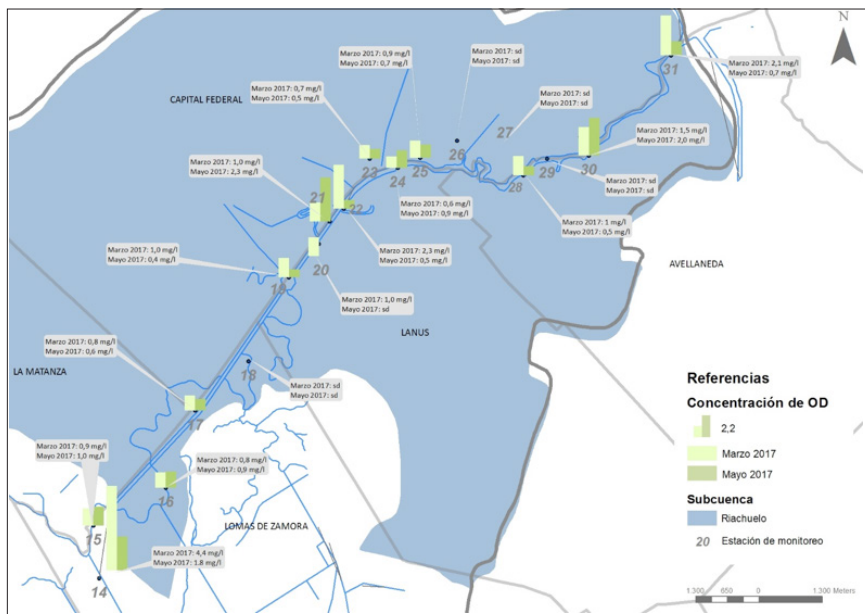 N
31
Marzo 2017: 2,1 mg/l
Mayo 2017: 0,7 mg/l
Marzo 2017: 0,9 mg/l
Mayo 2017: 0,7 mg/l
Marzo 2017: sd
Mayo 2017: sd
Marzo 2017: 0,7 mg/l
Mayo 2017: 0,5 mg/l
CAPITAL FEDERAL
Marzo 2017: sd
Mayo 2017: sd
27
Marzo 2017: 1,5 mg/l
Mayo 2017: 2,0 mg/l
23
24
25
26
28
29
30
Marzo 2017: 1,0 mg/l
Mayo 2017: 2,3 mg/l
21
22
Marzo 2017: sd
Mayo 2017: sd
Marzo 2017: 0,6 mg/l
Mayo 2017: 0,9 mg/l
Marzo 2017: 1 mg/l
Mayo 2017: 0,5 mg/l
Marzo 2017: 1,0 mg/l
Mayo 2017: 0,4 mg/l
20
Marzo 2017: 2,3 mg/l
Mayo 2017: 0,5 mg/l
AVELLANEDA
19
Marzo 2017: 1,0 mg/l
Mayo 2017: sd
LANUS
Marzo 2017: 0,8 mg/l
Mayo 2017: 0,6 mg/l
LA MATANZA
18
Marzo 2017: sd
Mayo 2017: sd
17
Marzo 2017: 0,9 mg/l
Mayo 2017: 1,0 mg/l
Marzo 2017: 0,8 mg/l
Mayo 2017: 0,9 mg/l
16
15
LOMAS DE ZAMORA
Marzo 2017: 4,4 mg/l
Mayo 2017: 1.8 mg/l
14
Referencias
Concentración de OD
2,2
Marzo 2017
Mayo 2017
Subcuenca
Riachuelo
20 Estación de monitoreo
1.300 650 0 1.300 Meters